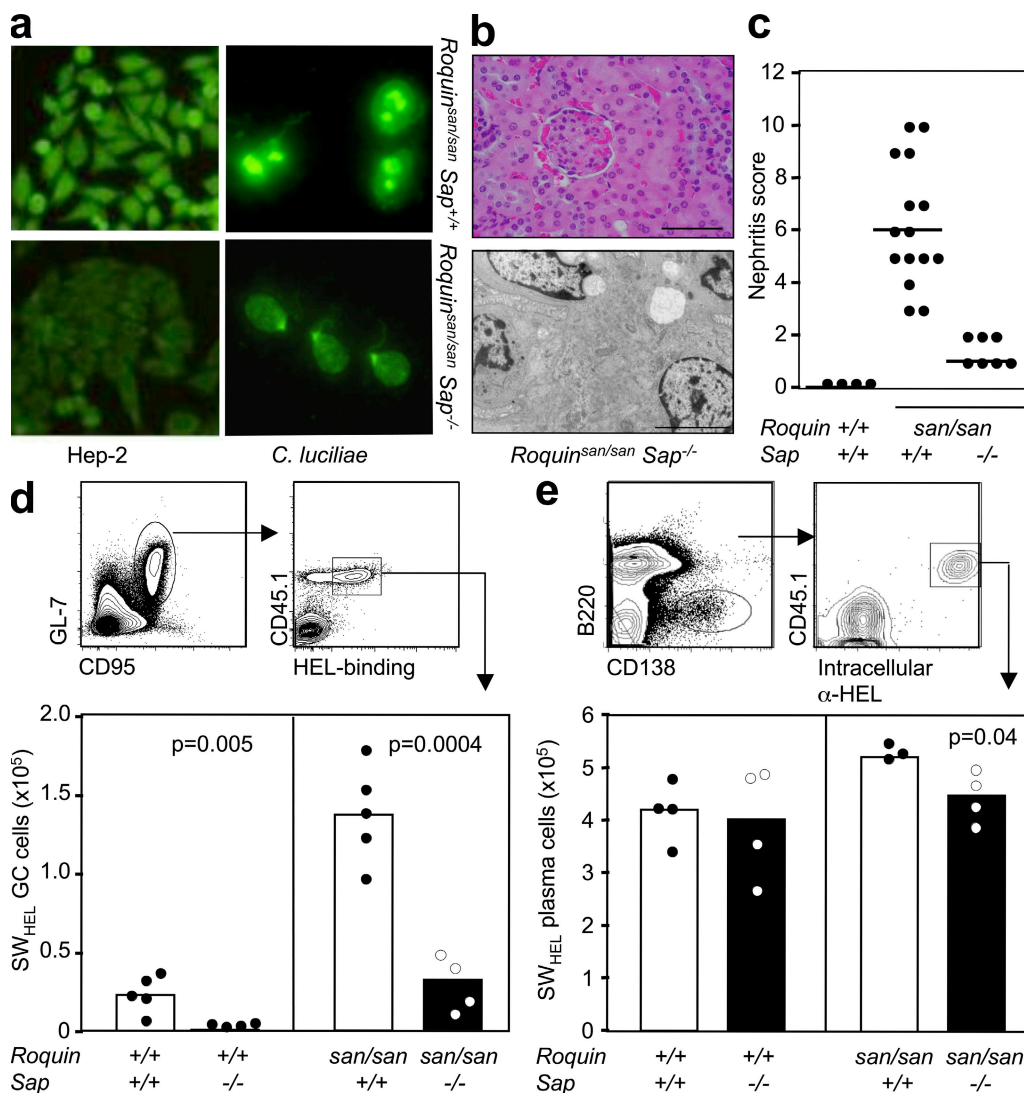 a
b
c
Roquin^san/san Sap^+/+
Roquin^san/san Sap^-/-
Hep-2
C. luciliae
Roquin^san/san Sap^-/-
Nephritis score
12
10
8
6
4
2
0
Roquin +/+ san/san
Sap +/+ +/+ -/-
d
GL-7
CD95
CD45.1
HEL-binding
SW_HEL GC cells (x10^5)
2.0
1.5
1.0
0.5
0
p=0.005
p=0.0004
Roquin +/+ +/+ san/san san/san
Sap +/+ -/- +/+ -/-
e
B220
CD138
CD45.1
Intracellular
α-HEL
SW_HEL plasma cells (x10^5)
6
5
4
3
2
1
0
p=0.04
Roquin +/+ +/+ san/san san/san
Sap +/+ -/- +/+ -/-